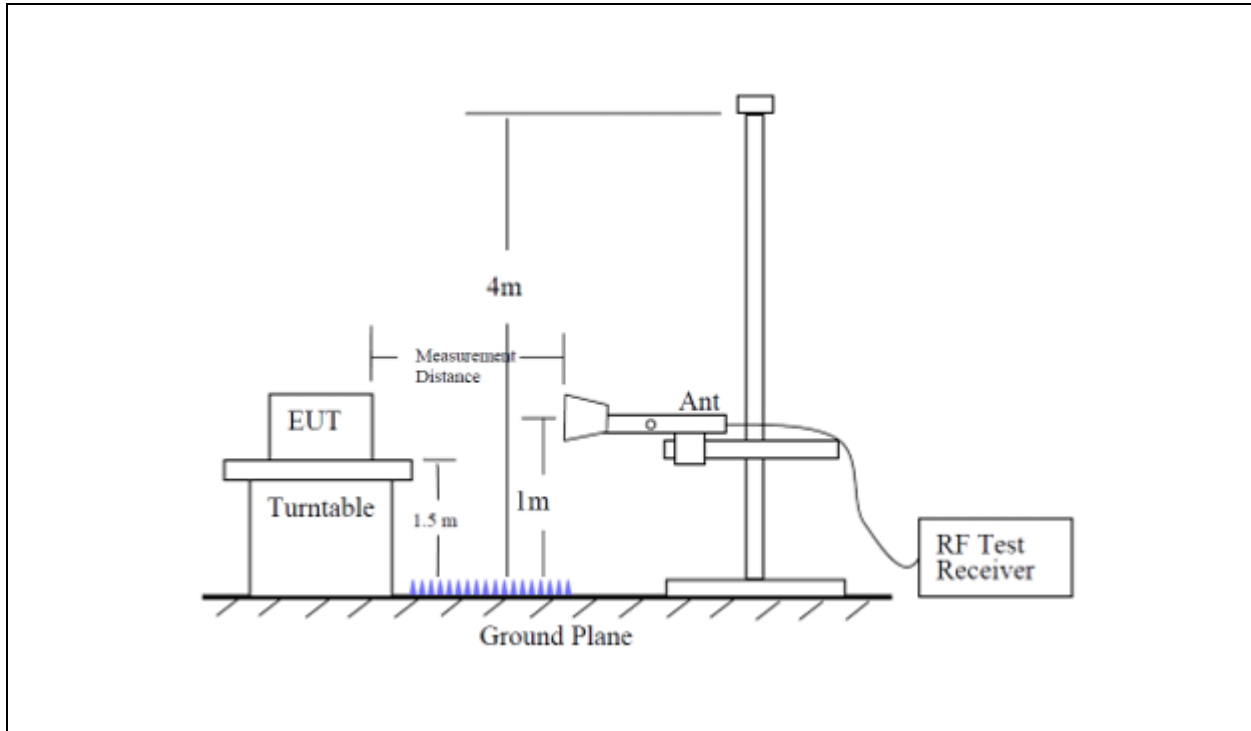 4m
Measurement
Distance
EUT
Ant
Turntable
1.5 m
1m
RF Test
Receiver
Ground Plane